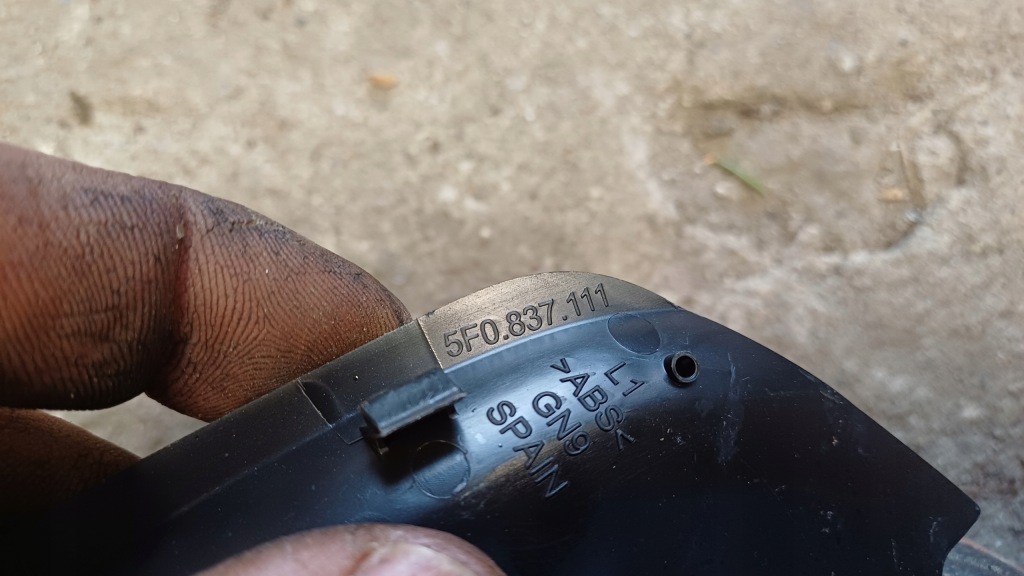 5F0.837.111
L1
>ABS<
GN9
SPAIN